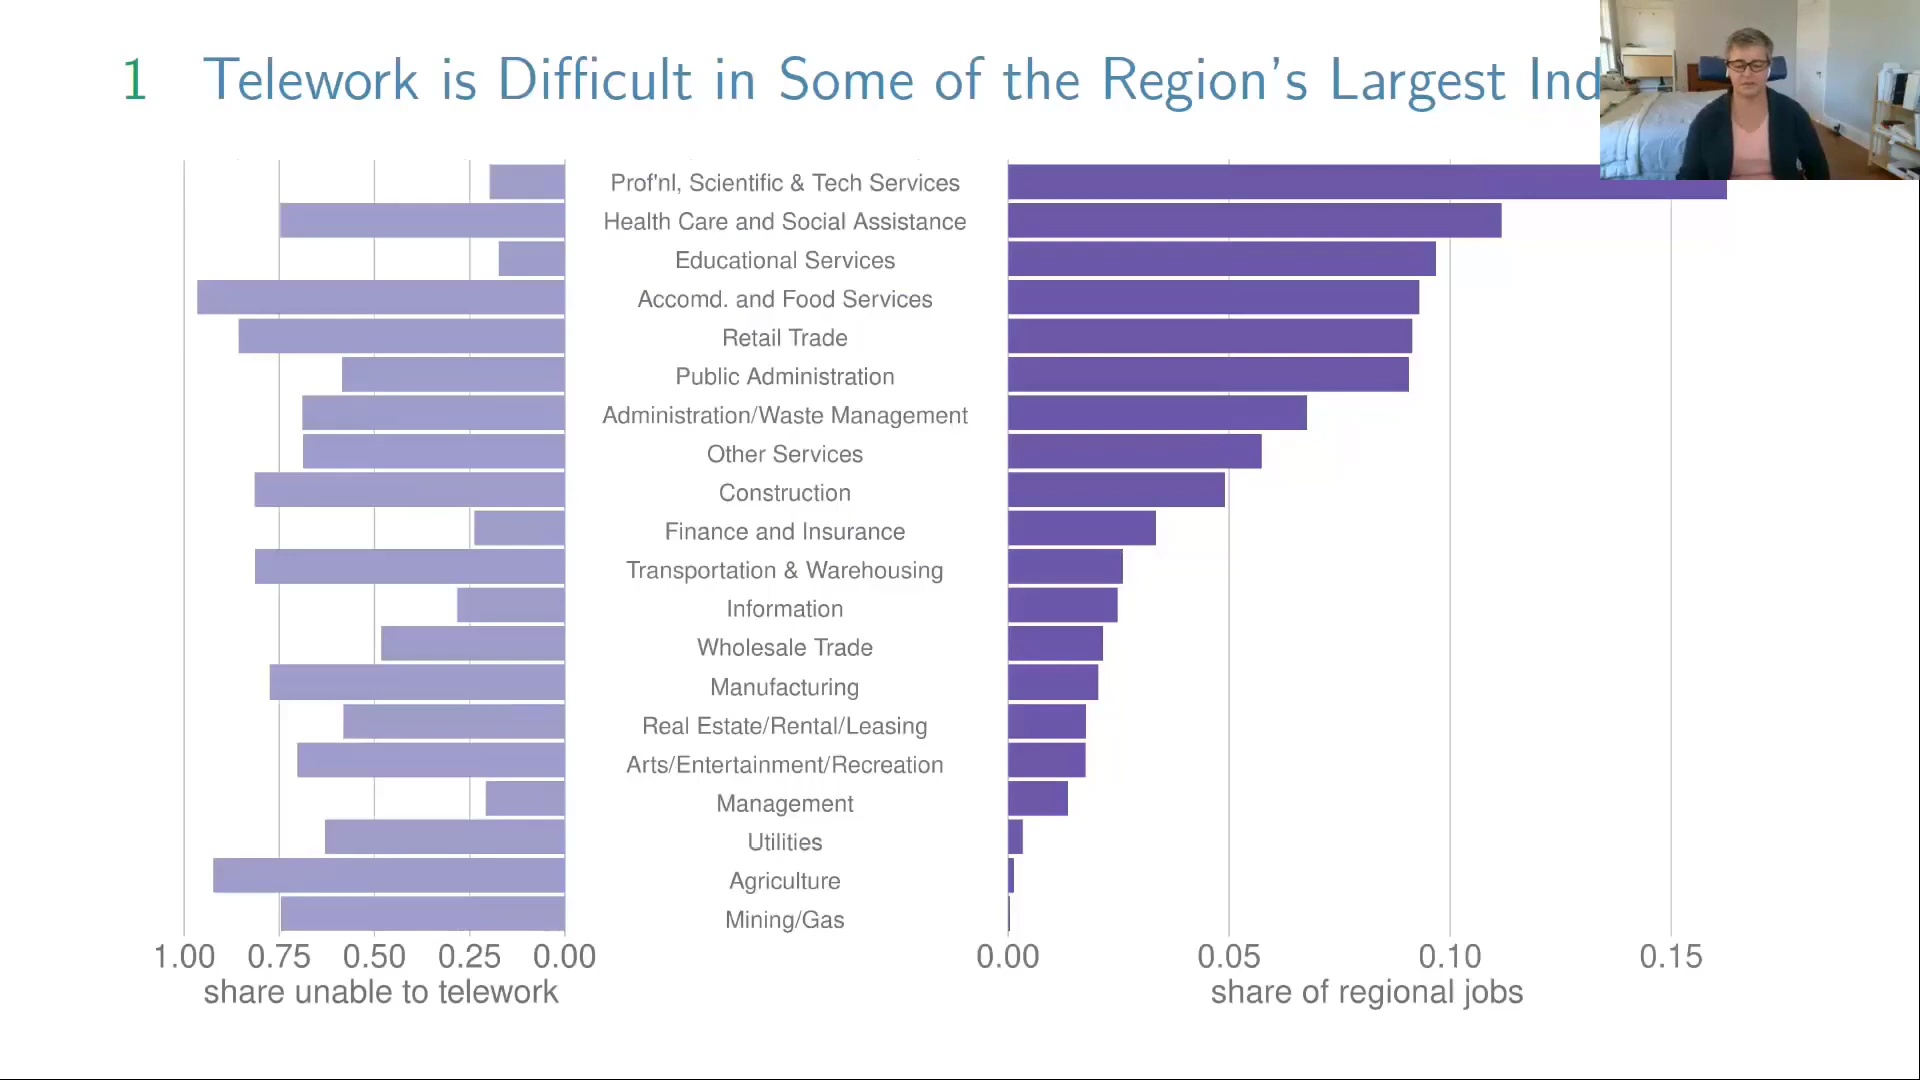 1 Telework is Difficult in Some of the Region's Largest Ind
Prof'nl, Scientific & Tech Services
Health Care and Social Assistance
Educational Services
Accomd. and Food Services
Retail Trade
Public Administration
Administration/Waste Management
Other Services
Construction
Finance and Insurance
Transportation & Warehousing
Information
Wholesale Trade
Manufacturing
Real Estate/Rental/Leasing
Arts/Entertainment/Recreation
Management
Utilities
Agriculture
Mining/Gas
1.00 0.75 0.50 0.25 0.00
share unable to telework
0.00 0.05 0.10 0.15
share of regional jobs